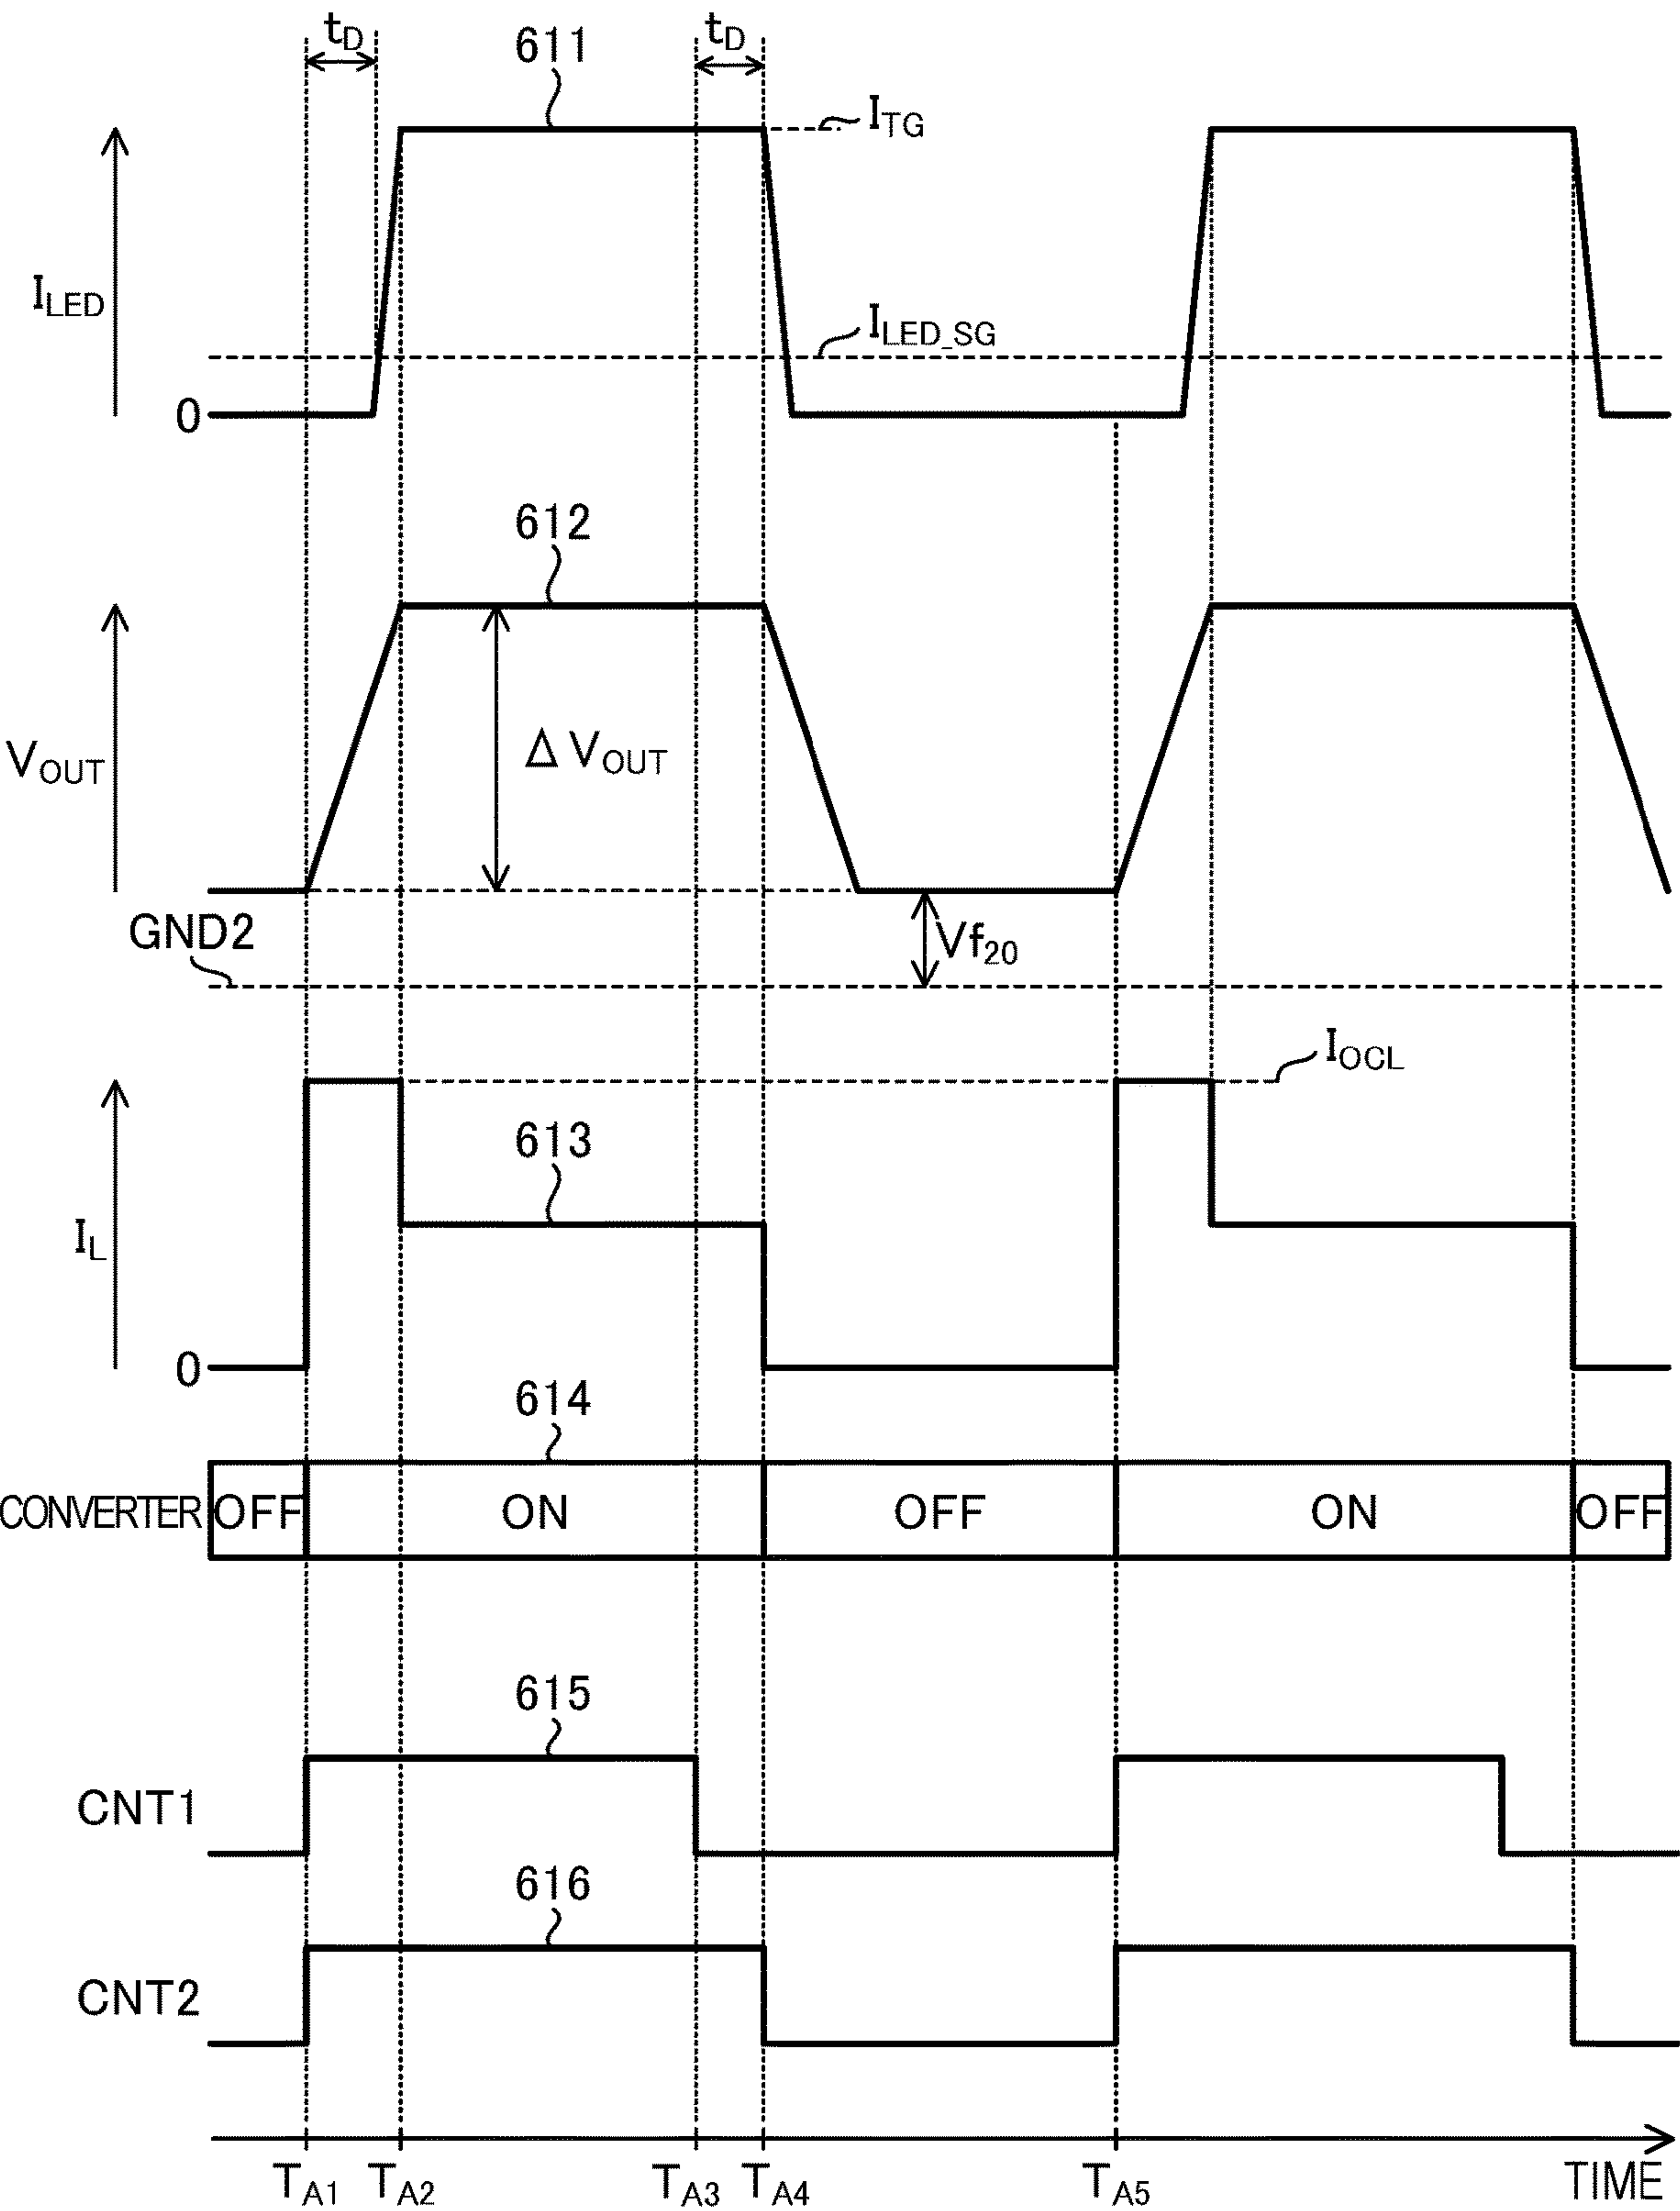 tD tD
611
ITG
ILED
ILED_SG
0
612
VOUT
Δ VOUT
GND2
Vf20
IOCL
613
IL
0
614
CONVERTER OFF ON OFF ON OFF
615
CNT1
616
CNT2
TA1 TA2 TA3 TA4 TA5 TIME